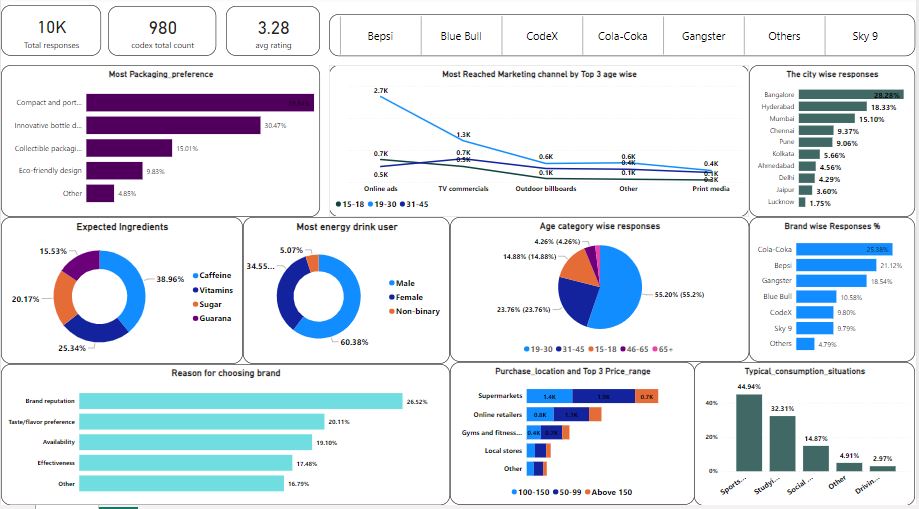 10K
Total responses
980
codex total count
3.28
avg rating
Bepsi
Blue Bull
CodeX
Cola-Coka
Gangster
Others
Sky 9
Most Packaging_preference
Compact and port...
Innovative bottle d...
30.47%
Collectible packagi...
15.01%
Eco-friendly design
9.83%
Other
4.85%
Most Reached Marketing channel by Top 3 age wise
2.7K
1.3K
0.7K
0.7K
0.5K
0.5K
0.6K
0.1K
0.6K
0.4K
0.1K
0.4K
0.1K
0.3K
Online ads
TV commercials
Outdoor billboards
Other
Print media
15-18
19-30
31-45
The city wise responses
Bangalore
28.28%
Hyderabad
18.33%
Mumbai
15.10%
Chennai
9.37%
Pune
9.06%
Kolkata
5.66%
Ahmedabad
4.56%
Delhi
4.29%
Jaipur
3.60%
Lucknow
1.75%
Expected Ingredients
15.53%
38.96%
20.17%
25.34%
Caffeine
Vitamins
Sugar
Guarana
Most energy drink user
5.07%
34.55...
60.38%
Male
Female
Non-binary
Age category wise responses
4.26% (4.26%)
14.88% (14.88%)
23.76% (23.76%)
55.20% (55.2%)
19-30
31-45
15-18
46-65
65+
Brand wise Responses %
Cola-Coka
25.38%
Bepsi
21.12%
Gangster
18.54%
Blue Bull
10.58%
CodeX
9.80%
Sky 9
9.79%
Others
4.79%
Reason for choosing brand
Brand reputation
26.52%
Taste/flavor preference
20.11%
Availability
19.10%
Effectiveness
17.48%
Other
16.79%
Purchase_location and Top 3 Price_range
Supermarkets
1.4K
0.7K
Online retailers
0.8K
Gyms and fitness...
0.4K
Local stores
Other
100-150
50-99
Above 150
Typical_consumption_situations
44.94%
32.31%
14.87%
4.91%
2.97%
40%
20%
0%
Sports...
Studyi...
Social ...
Other
Drivin...